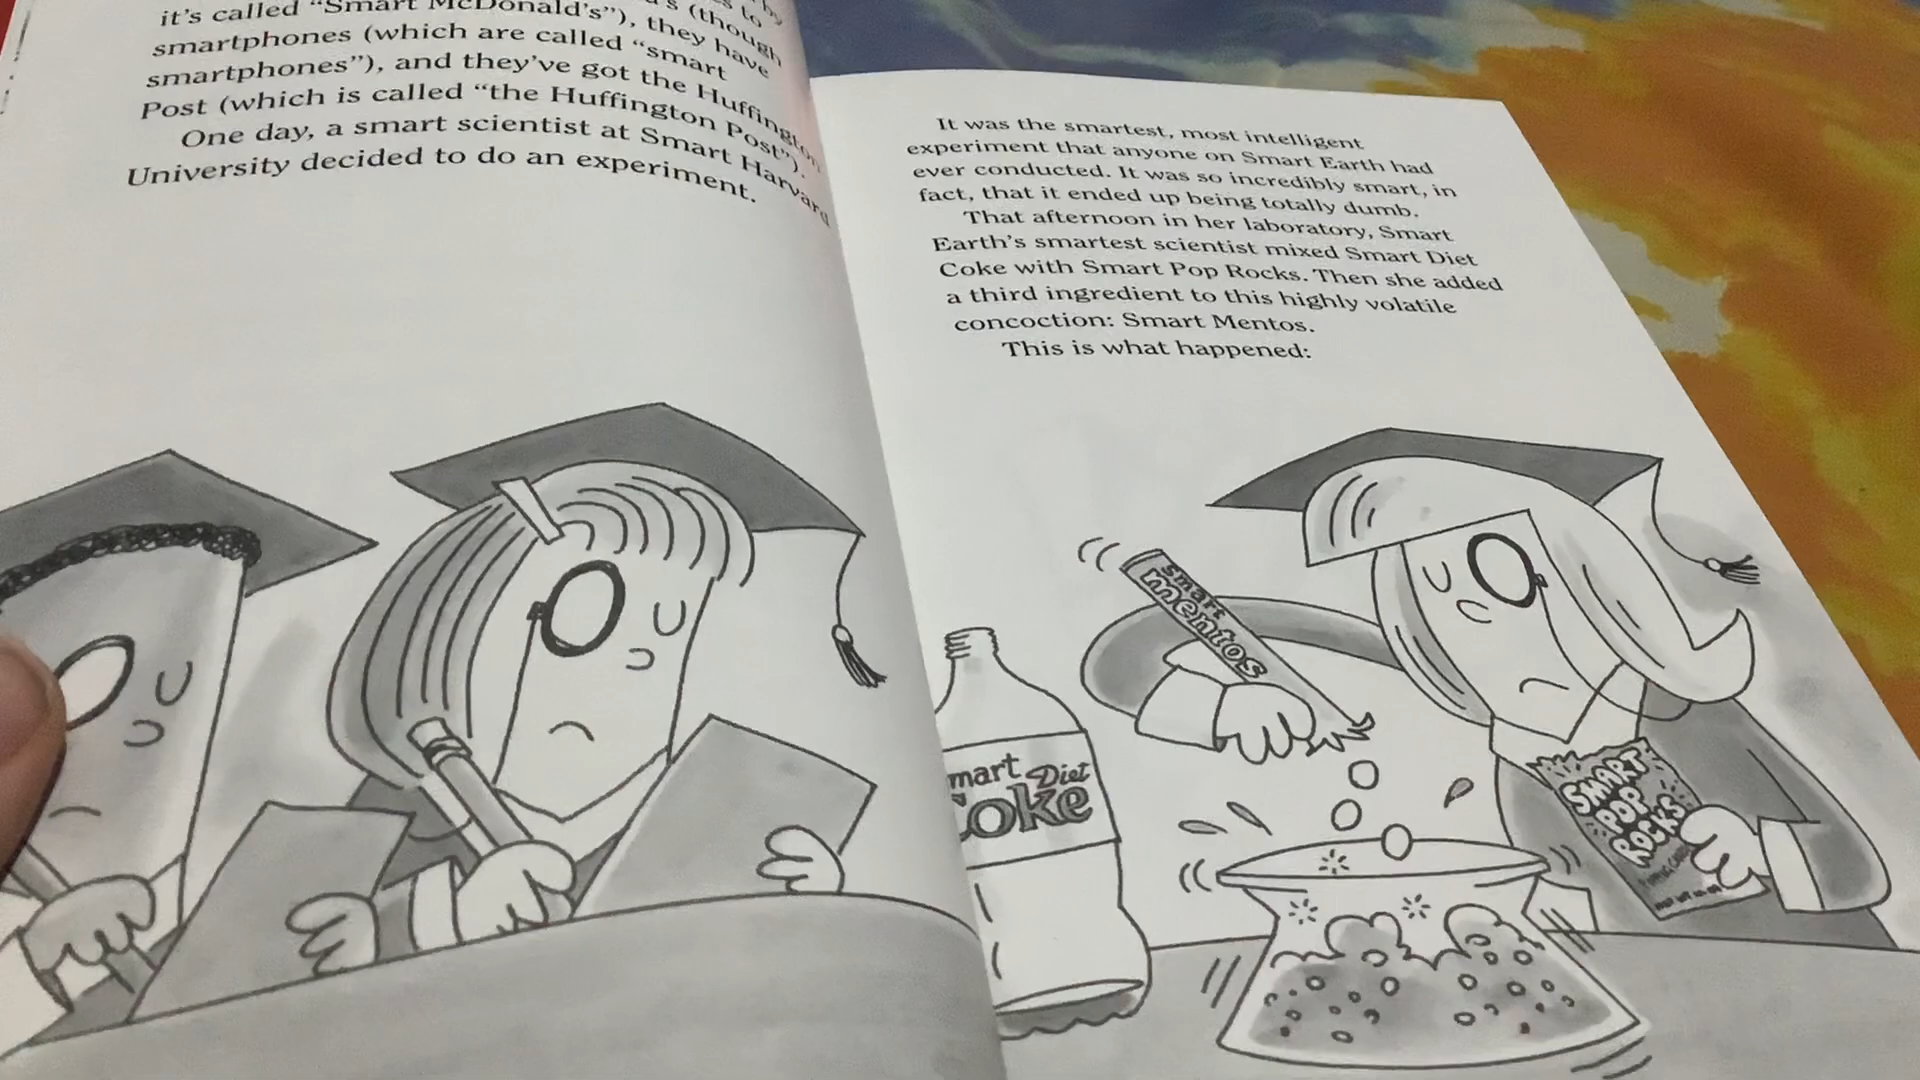 by
es to
's (though
it's called "Smart McDonald's"), they have
smartphones (which are called "smart
smartphones"), and they've got the Huffington
Post (which is called "the Huffington Post").
One day, a smart scientist at Smart Harvard
University decided to do an experiment.
It was the smartest, most intelligent
experiment that anyone on Smart Earth had
ever conducted. It was so incredibly smart, in
fact, that it ended up being totally dumb.
That afternoon in her laboratory, Smart
Earth's smartest scientist mixed Smart Diet
Coke with Smart Pop Rocks. Then she added
a third ingredient to this highly volatile
concoction: Smart Mentos.
This is what happened:
smart
mentos
mart Diet
Coke
SMART
POP
ROCKS